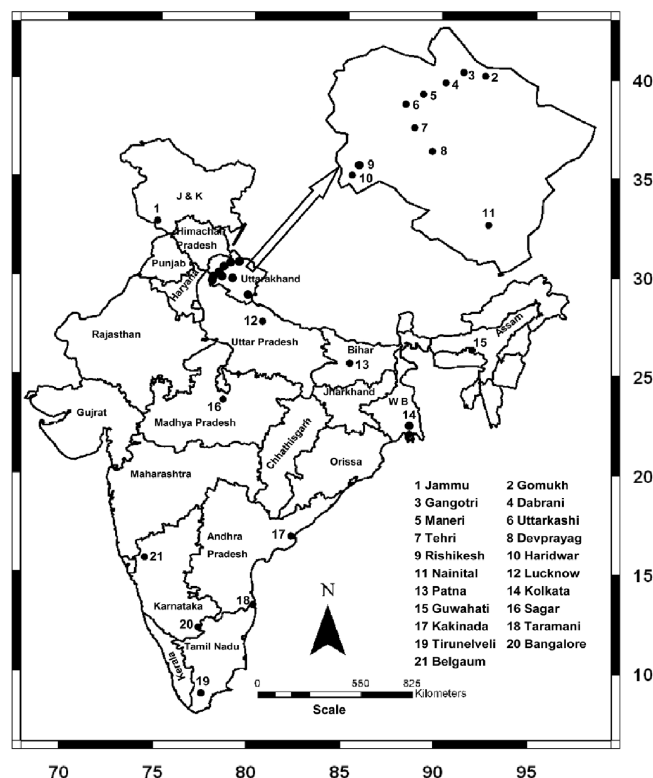 40
3
2
4
5
6
7
8
9
10
11
35
J & K
1
Himachal
Pradesh
Punjab
Haryana
Uttarakhand
30
Rajasthan
12
Uttar Pradesh
Bihar
13
Assam
15
25
Gujrat
16
Madhya Pradesh
Jharkhand
W B
14
Chhathisgarh
Maharashtra
Orissa
20
1 Jammu 2 Gomukh
3 Gangotri 4 Dabrani
5 Maneri 6 Uttarkashi
7 Tehri 8 Devprayag
9 Rishikesh 10 Haridwar
11 Nainital 12 Lucknow
13 Patna 14 Kolkata
15 Guwahati 16 Sagar
17 Kakinada 18 Taramani
19 Tirunelveli 20 Bangalore
21 Belgaum
Andhra
Pradesh
17
21
15
Karnataka
18
20
Tamil Nadu
Kerala
19
N
10
0 550 825
Kilometers
Scale
70 75 80 85 90 95